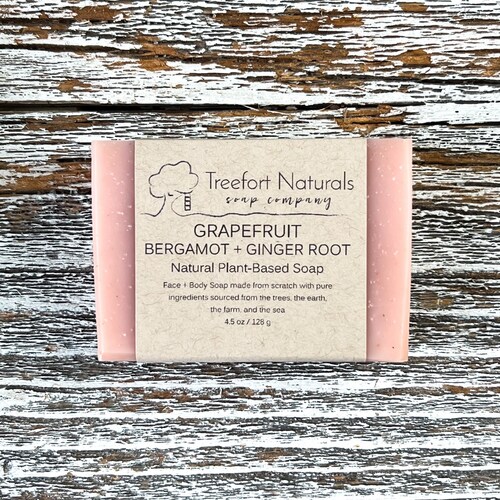 Treefort Naturals
soap company
GRAPEFRUIT
BERGAMOT + GINGER ROOT
Natural Plant-Based Soap
Face + Body Soap made from scratch with pure
ingredients sourced from the trees, the earth,
the farm, and the sea
4.5 oz / 128 g